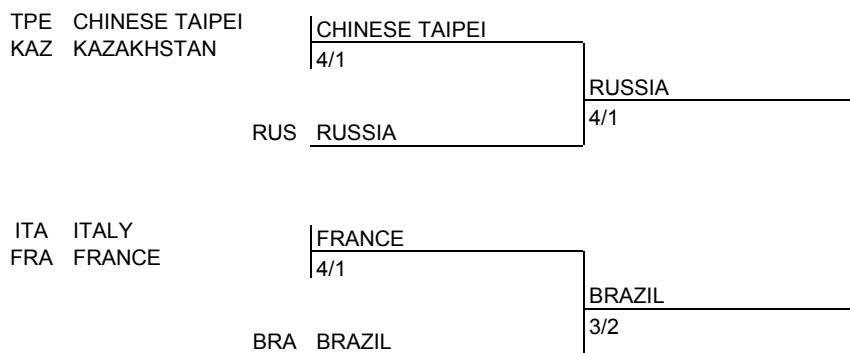 TPE CHINESE TAIPEI
KAZ KAZAKHSTAN
CHINESE TAIPEI
4/1
RUSSIA
4/1
RUS RUSSIA
ITA ITALY
FRA FRANCE
FRANCE
4/1
BRAZIL
3/2
BRA BRAZIL